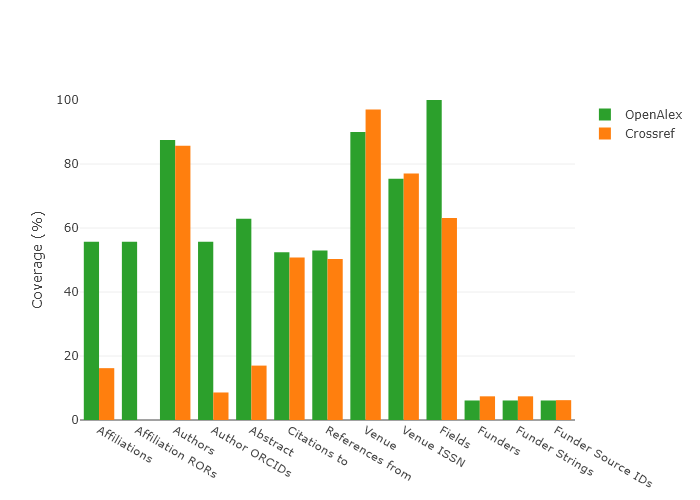 OpenAlex
Crossref
Coverage (%)
100
80
60
40
20
0
Affiliations
Affiliation RORs
Authors
Author ORCIDs
Abstract
Citations to
References from
Venue
Venue ISSN
Fields
Funders
Funder Strings
Funder Source IDs